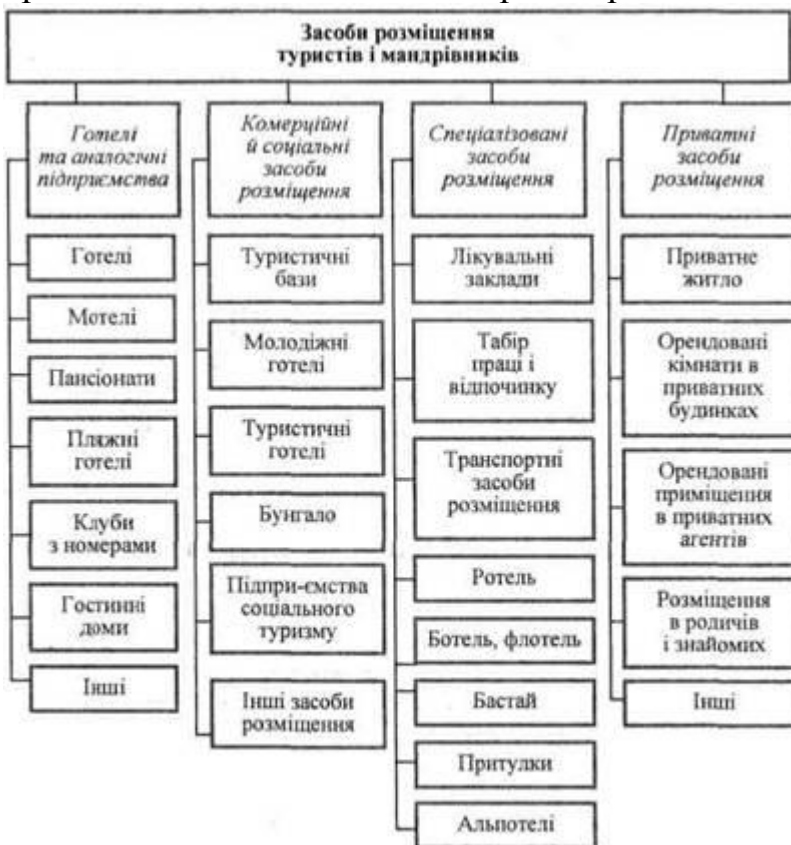 Засоби розміщення
туристів і мандрівників
Готелі
та аналогічні
підприємства
Готелі
Мотелі
Пансіонати
Пляжні
готелі
Клуби
з номерами
Гостинні
доми
Інші
Комерційні
й соціальні
засоби
розміщення
Туристичні
бази
Молодіжні
готелі
Туристичні
готелі
Бунгало
Підпри-ємства
соціального
туризму
Інші засоби
розміщення
Спеціалізовані
засоби
розміщення
Лікувальні
заклади
Табір
праці і
відпочинку
Транспортні
засоби
розміщення
Ротель
Ботель, флотель
Бастай
Притулки
Альпотелі
Приватні
засоби
розміщення
Приватне
житло
Орендовані
кімнати в
приватних
будинках
Орендовані
приміщення
в приватних
агентів
Розміщення
в родичів
і знайомих
Інші